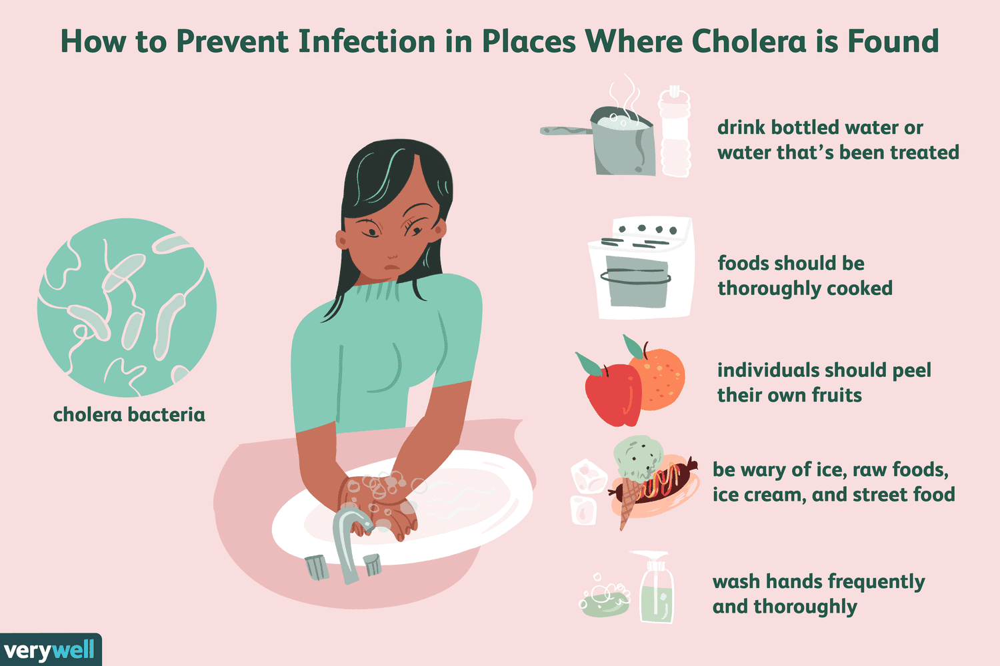 How to Prevent Infection in Places Where Cholera is Found
drink bottled water or
water that's been treated
foods should be
thoroughly cooked
individuals should peel
their own fruits
cholera bacteria
be wary of ice, raw foods,
ice cream, and street food
wash hands frequently
and thoroughly
verywell